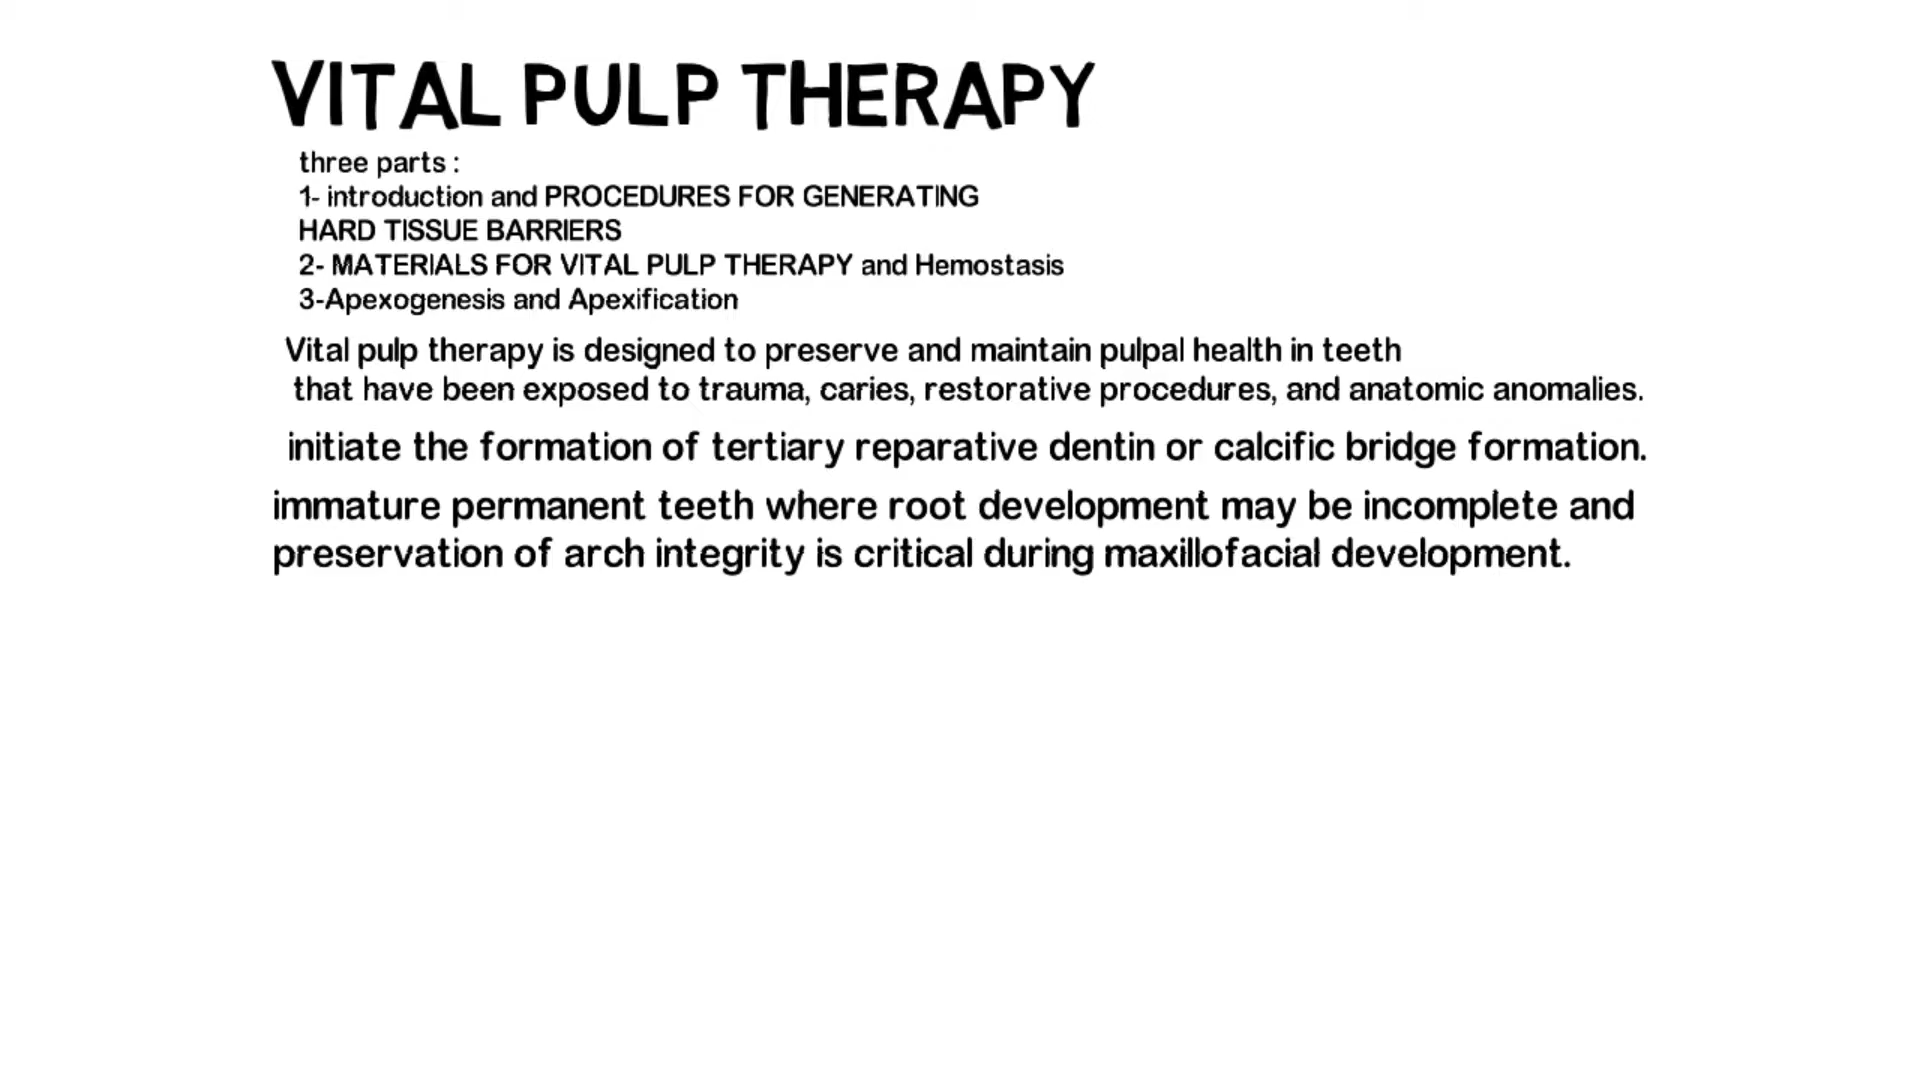 VITAL PULP THERAPY
three parts :
1- introduction and PROCEDURES FOR GENERATING
HARD TISSUE BARRIERS
2- MATERIALS FOR VITAL PULP THERAPY and Hemostasis
3-Apexogenesis and Apexification
Vital pulp therapy is designed to preserve and maintain pulpal health in teeth
that have been exposed to trauma, caries, restorative procedures, and anatomic anomalies.
initiate the formation of tertiary reparative dentin or calcific bridge formation.
immature permanent teeth where root development may be incomplete and
preservation of arch integrity is critical during maxillofacial development.